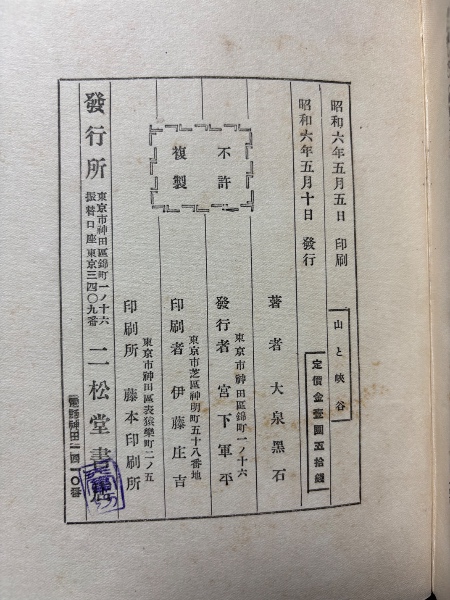 昭和六年五月五日 印刷
昭和六年五月十日 發行
山と峽谷
定價金壹圓五拾錢
不許
複製
著者 大泉黑石
東京市神田區錦町一ノ十六
發行者 宮下軍平
東京市芝區神明町五十八番地
印刷者 伊藤庄吉
東京市神田區表猿樂町二ノ五
印刷所 藤本印刷所
發行所
東京市神田區錦町一ノ十六
振替口座東京三四〇九番
二松堂書
電話神田 一〇番